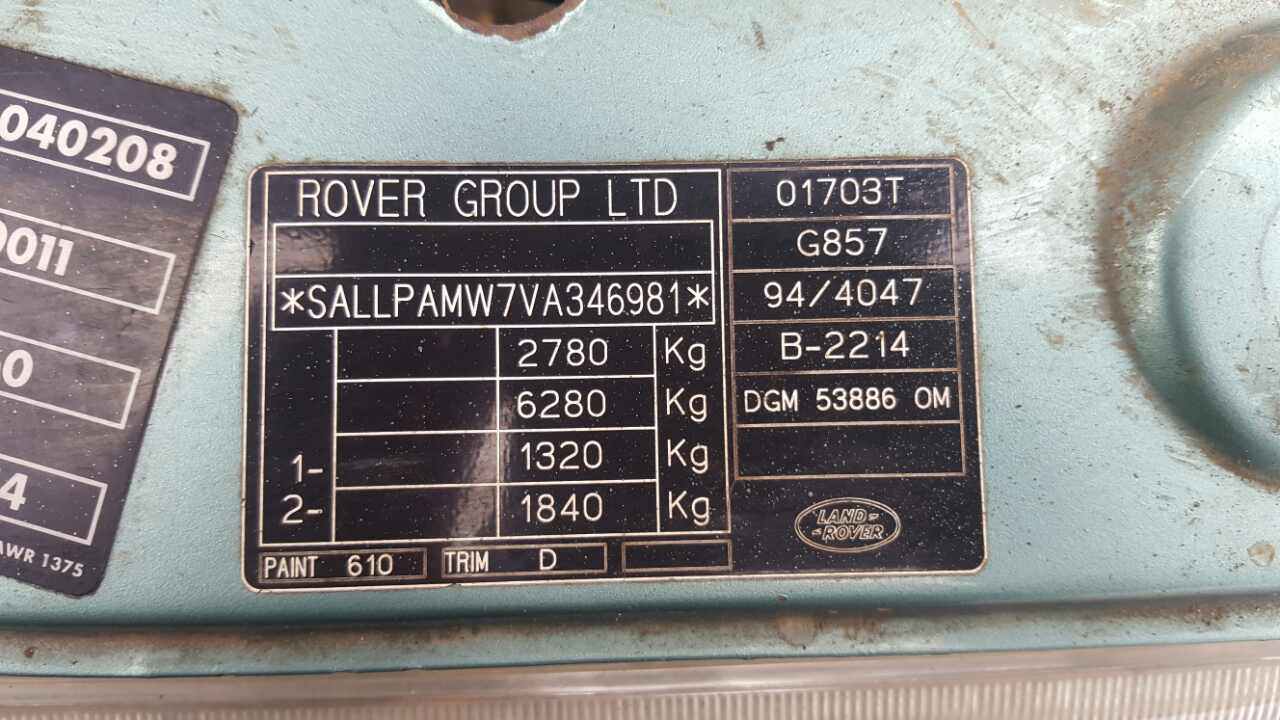 040208
0011
4
AWR 1375
ROVER GROUP LTD
*SALLPAMW7VA346981*
2780 Kg
6280 Kg
1- 1320 Kg
2- 1840 Kg
PAINT 610 TRIM D
01703T
G857
94/4047
B-2214
DGM 53886 OM
LAND-
-ROVER